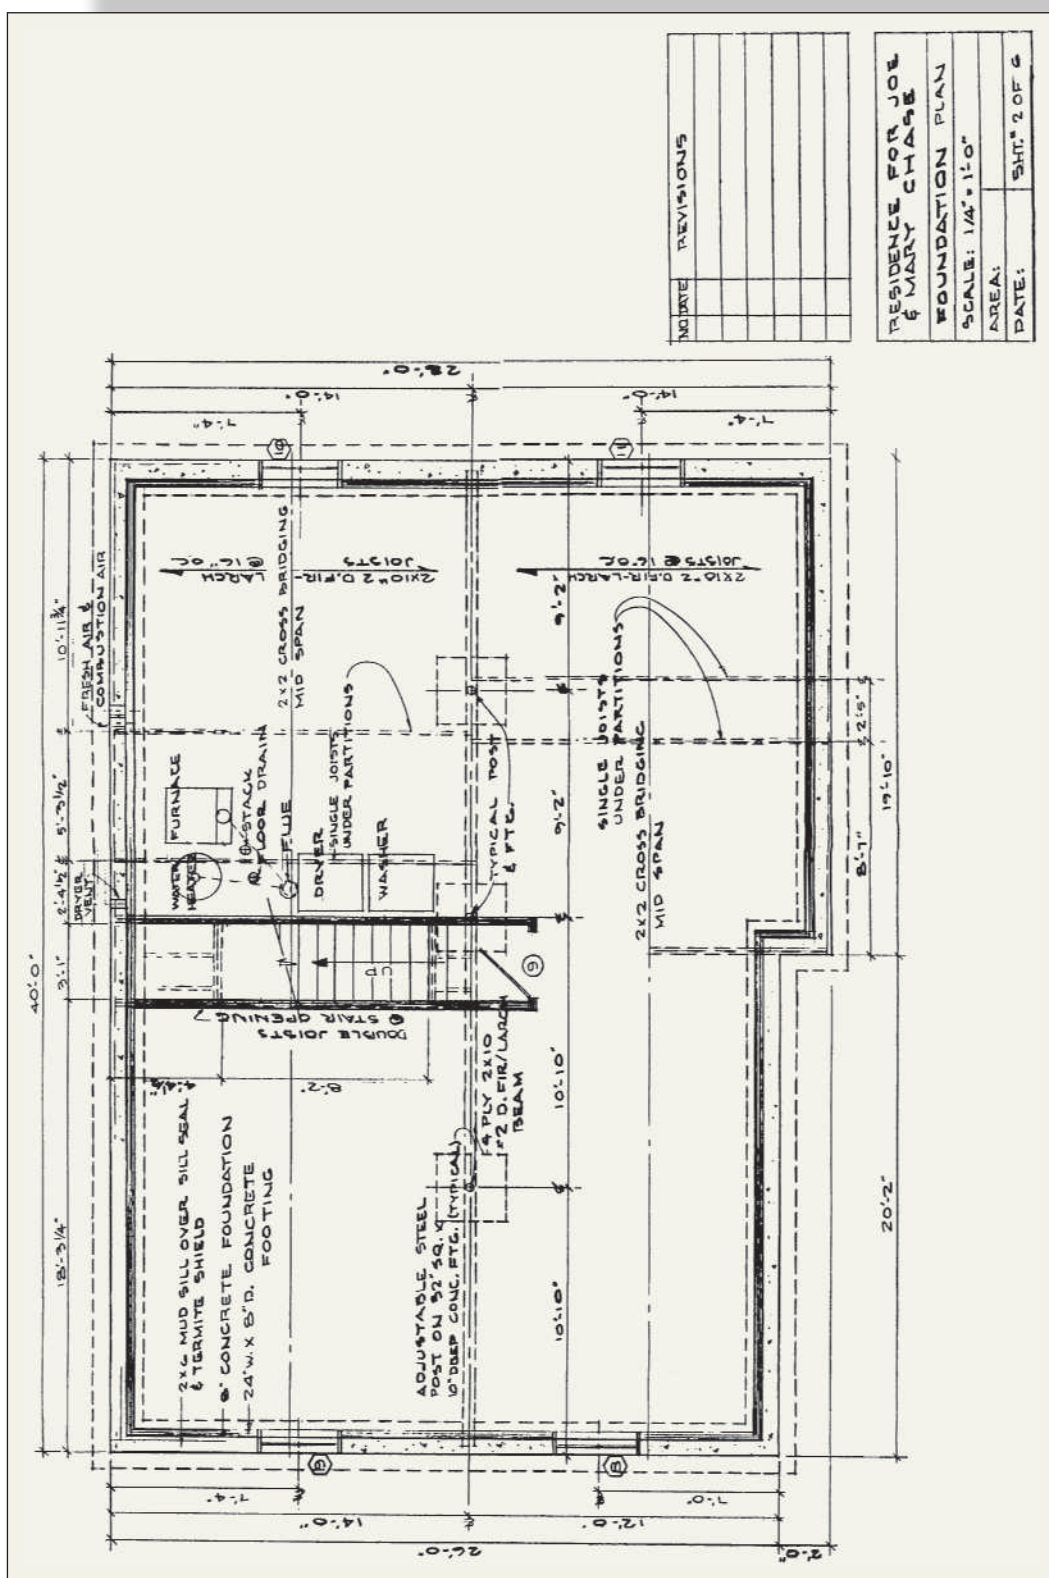 RESIDENCE FOR JOE
& MARY CHASE
FOUNDATION PLAN
SCALE: 1/4" = 1'-0"
AREA:
DATE:
SHT.# 2 OF 6
NO
DATE
REVISIONS
40'-0"
18'-3 1/4"
3'-1"
2'-4 1/2"
5'-3 1/2"
10'-11 3/4"
DRYER
VENT
FRESH AIR &
COMBUSTION AIR
2X6 MUD SILL OVER SILL SEAL
& TERMITE SHIELD
8" CONCRETE FOUNDATION
24"W. X 8"D. CONCRETE
FOOTING
4'-4 1/2"
8'-2"
DOUBLE JOISTS
@ STAIR OPENING
UP
WATER
HEATER
FURNACE
STACK
FLOOR DRAIN
FLUE
DRYER
WASHER
SINGLE JOISTS
UNDER PARTITIONS
2X2 CROSS BRIDGING
MID SPAN
2X10 #2 D.FIR-
LARCH
JOISTS
@ 16" O.C.
ADJUSTABLE STEEL
POST ON 32" SQ. X
10" DEEP CONC. FTG. (TYPICAL)
4 PLY 2X10
#2 D. FIR/LARCH
BEAM
TYPICAL POST
& FTG.
10'-10"
10'-10"
9'-2"
9'-2"
SINGLE JOISTS
UNDER PARTITIONS
2X2 CROSS BRIDGING
MID SPAN
2X10 #2 D.FIR-LARCH
JOISTS @ 16" O.C.
2'-5"
8'-7"
20'-2"
19'-10"
7'-4"
14'-0"
28'-0"
14'-0"
7'-4"
7'-4"
14'-0"
26'-0"
12'-0"
7'-0"
2'-0"
9